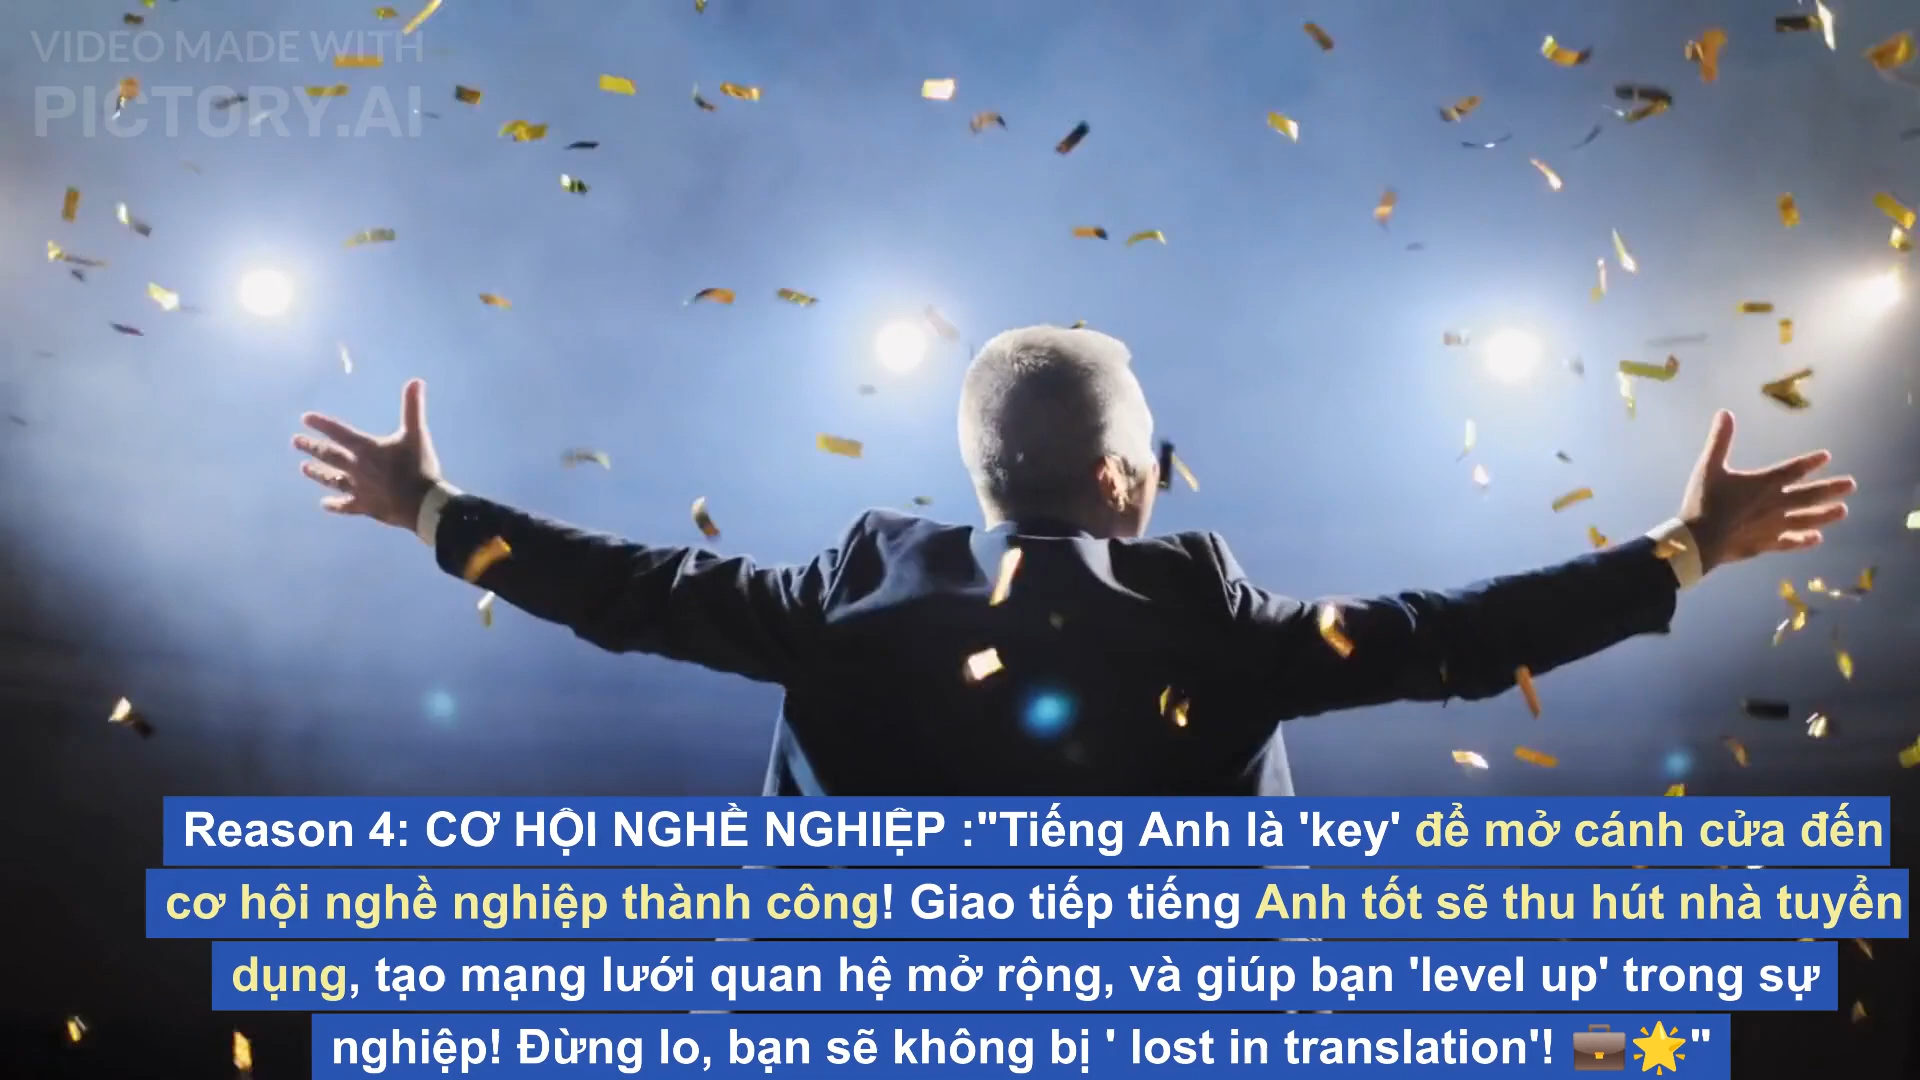 VIDEO MADE WITH
PICTORY.AI
Reason 4: CƠ HỘI NGHỀ NGHIỆP :"Tiếng Anh là 'key' để mở cánh cửa đến
cơ hội nghề nghiệp thành công! Giao tiếp tiếng Anh tốt sẽ thu hút nhà tuyển
dụng, tạo mạng lưới quan hệ mở rộng, và giúp bạn 'level up' trong sự
nghiệp! Đừng lo, bạn sẽ không bị ' lost in translation'! 💼🌟"